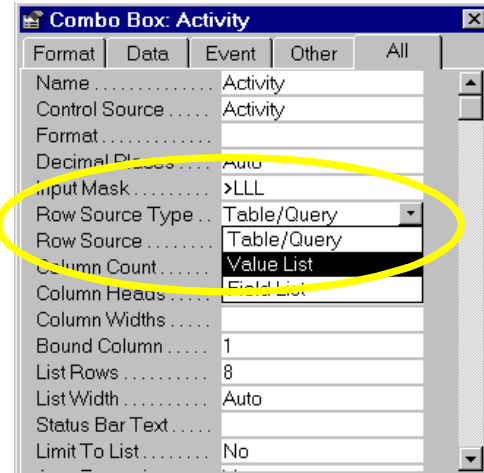 Combo Box: Activity
Format Data Event Other All
Name.............. Activity
Control Source..... Activity
Format.............
Decimal Places.... Auto
Input Mask......... >LLL
Row Source Type.. Table/Query
Row Source........ Table/Query
Column Count..... Value List
Column Heads..... Field List
Column Widths.....
Bound Column..... 1
List Rows.......... 8
List Width.......... Auto
Status Bar Text....
Limit To List........ No